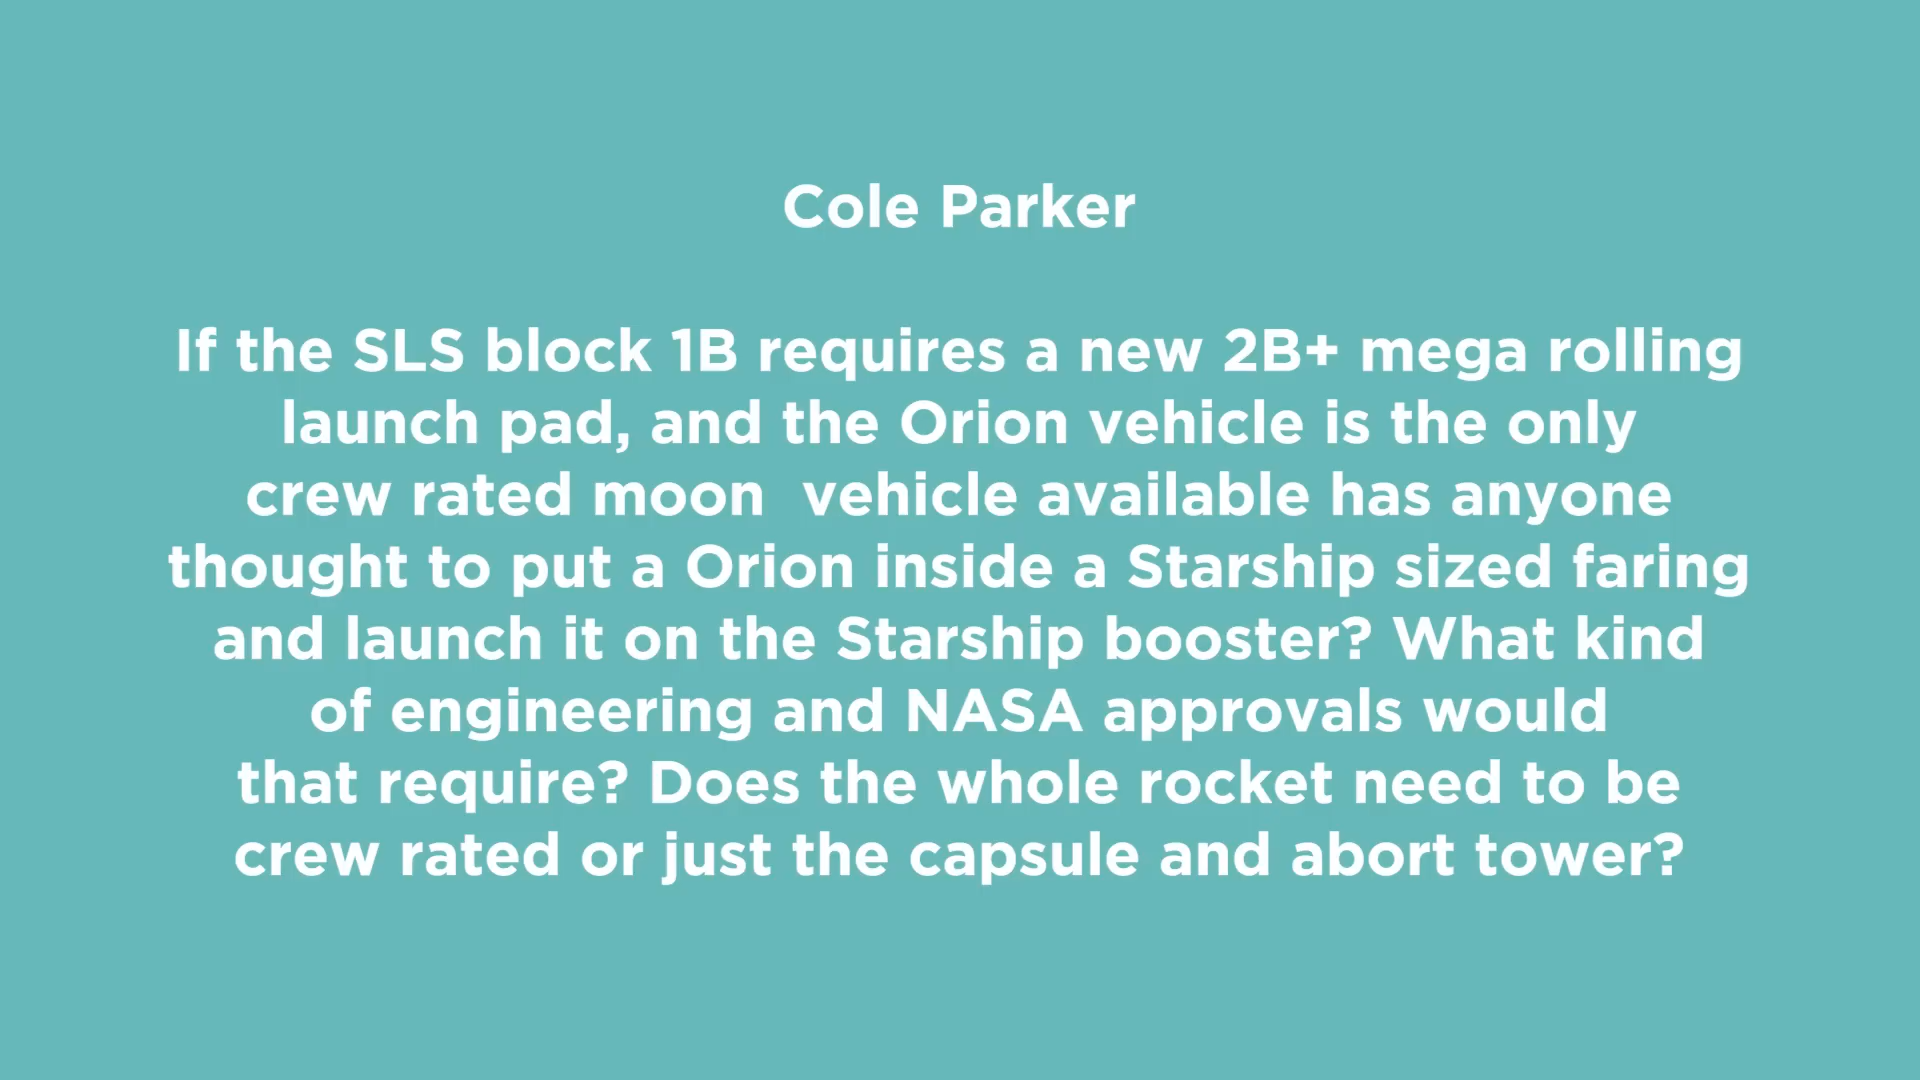 Cole Parker
If the SLS block 1B requires a new 2B+ mega rolling
launch pad, and the Orion vehicle is the only
crew rated moon  vehicle available has anyone
thought to put a Orion inside a Starship sized faring
and launch it on the Starship booster? What kind
of engineering and NASA approvals would
that require? Does the whole rocket need to be
crew rated or just the capsule and abort tower?